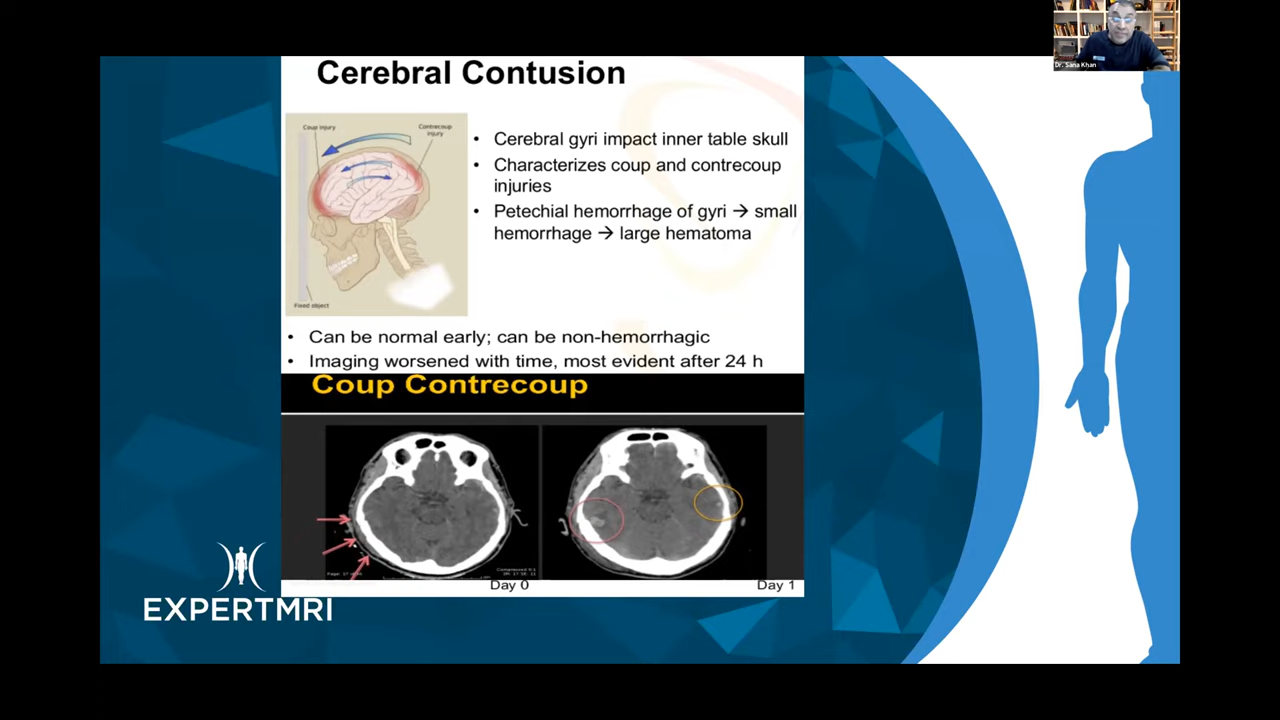 Dr. Sana Khan
Cerebral Contusion
Coup injury
Contrecoup
injury
Fixed object
• Cerebral gyri impact inner table skull
• Characterizes coup and contrecoup
injuries
• Petechial hemorrhage of gyri → small
hemorrhage → large hematoma
• Can be normal early; can be non-hemorrhagic
• Imaging worsened with time, most evident after 24 h
Coup Contrecoup
Day 0
Day 1
EXPERTMRI